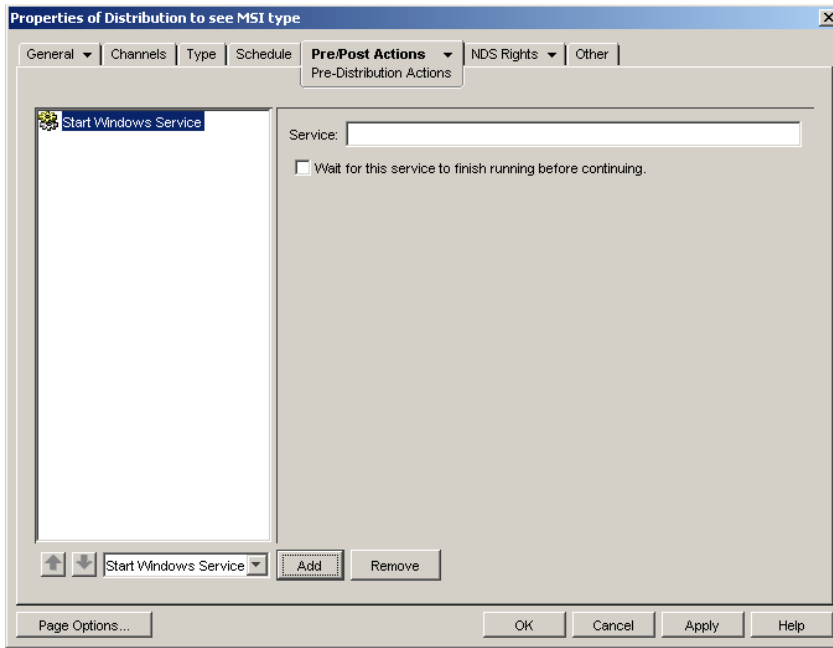 Properties of Distribution to see MSI type
General Channels Type Schedule Pre/Post Actions NDS Rights Other
Pre-Distribution Actions
Start Windows Service
Service:
Wait for this service to finish running before continuing.
Start Windows Service Add Remove
Page Options... OK Cancel Apply Help